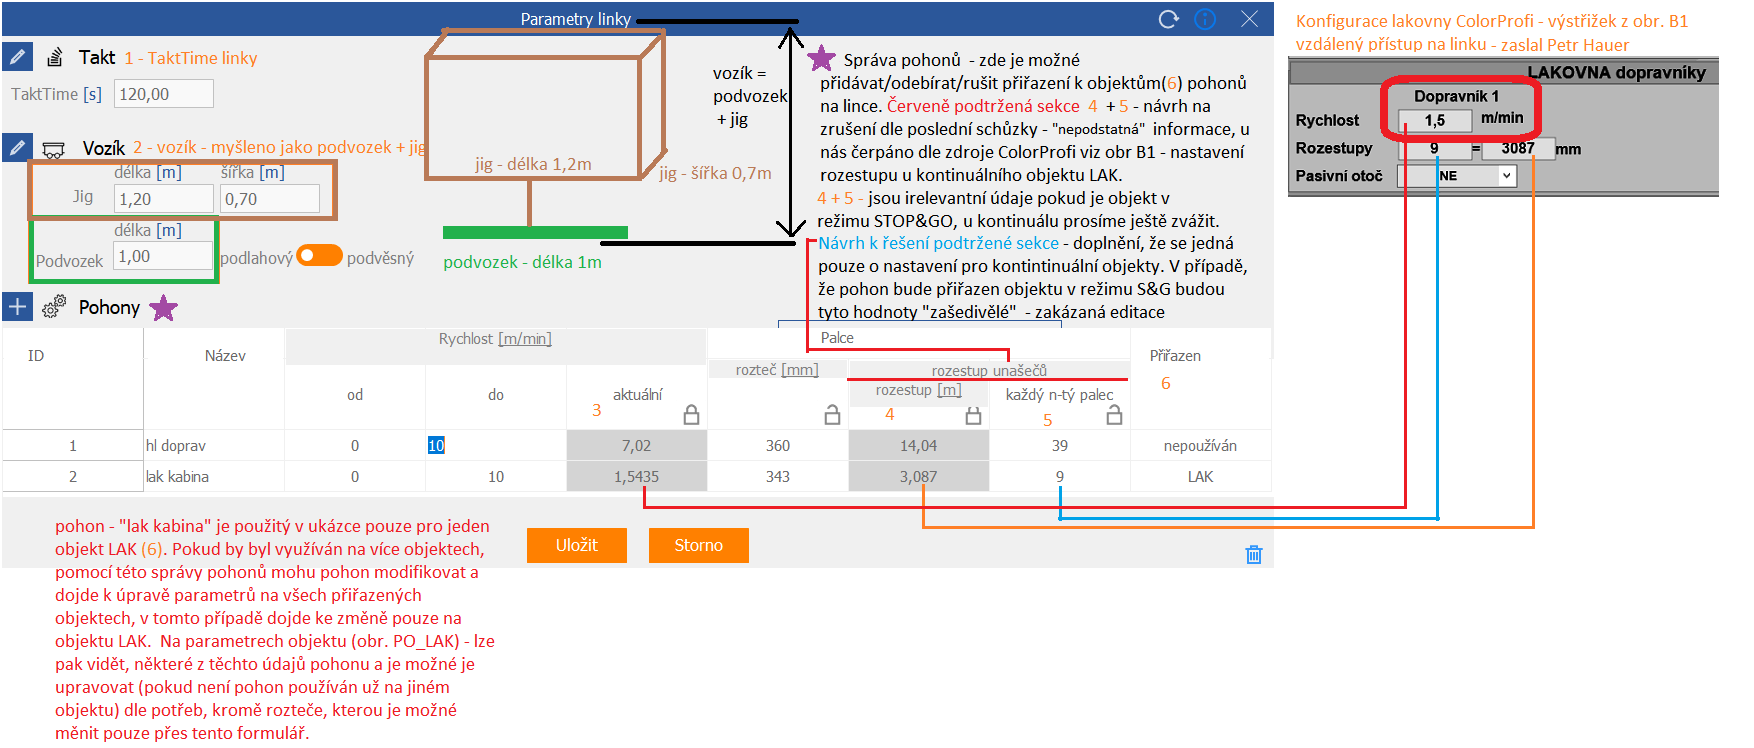 Parametry linky
Takt 1 - TaktTime linky
TaktTime [s] 120,00
Vozík 2 - vozík - myšleno jako podvozek + jig
délka [m] šířka [m]
Jig 1,20 0,70
délka [m]
Podvozek 1,00 podlahový podvěsný
jig - délka 1,2m
jig - šířka 0,7m
podvozek - délka 1m
vozík =
podvozek
+ jig
Správa pohonů - zde je možné
přidávat/odebírat/rušit přiřazení k objektům(6) pohonů
na lince. Červeně podtržená sekce 4 + 5 - návrh na
zrušení dle poslední schůzky - "nepodstatná" informace, u
nás čerpáno dle zdroje ColorProfi viz obr B1 - nastavení
rozestupu u kontinuálního objektu LAK.
4 + 5 - jsou irelevantní údaje pokud je objekt v
režimu STOP&GO, u kontinuálu prosíme ještě zvážit.
Návrh k řešení podtržené sekce - doplnění, že se jedná
pouze o nastavení pro kontintinuální objekty. V případě,
že pohon bude přiřazen objektu v režimu S&G budou
tyto hodnoty "zašedivělé" - zakázaná editace
Konfigurace lakovny ColorProfi - výstřižek z obr. B1
vzdálený přístup na linku - zaslal Petr Hauer
LAKOVNA dopravníky
Dopravník 1
Rychlost 1,5 m/min
Rozestupy 9 = 3087 mm
Pasivní otoč NE
Pohony
ID Název Rychlost [m/min] Palce Přiřazen
rozteč [mm] rozestup unašečů 6
od do aktuální rozestup [m] každý n-tý palec
3 4 5
1 hl doprav 0 10 7,02 360 14,04 39 nepoužíván
2 lak kabina 0 10 1,5435 343 3,087 9 LAK
Uložit Storno
pohon - "lak kabina" je použitý v ukázce pouze pro jeden
objekt LAK (6). Pokud by byl využíván na více objektech,
pomocí této správy pohonů mohu pohon modifikovat a
dojde k úpravě parametrů na všech přiřazených
objektech, v tomto případě dojde ke změně pouze na
objektu LAK. Na parametrech objektu (obr. PO_LAK) - lze
pak vidět, některé z těchto údajů pohonu a je možné je
upravovat (pokud není pohon používán už na jiném
objektu) dle potřeb, kromě rozteče, kterou je možné
měnit pouze přes tento formulář.